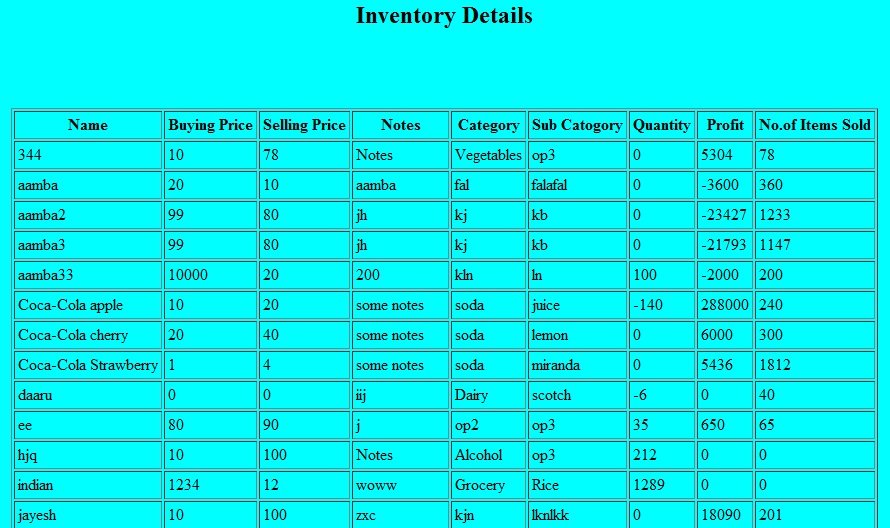 Inventory Details
Name Buying Price Selling Price Notes Category Sub Catogory Quantity Profit No.of Items Sold
344 10 78 Notes Vegetables op3 0 5304 78
aamba 20 10 aamba fal falafal 0 -3600 360
aamba2 99 80 jh kj kb 0 -23427 1233
aamba3 99 80 jh kj kb 0 -21793 1147
aamba33 10000 20 200 kln ln 100 -2000 200
Coca-Cola apple 10 20 some notes soda juice -140 288000 240
Coca-Cola cherry 20 40 some notes soda lemon 0 6000 300
Coca-Cola Strawberry 1 4 some notes soda miranda 0 5436 1812
daaru 0 0 iij Dairy scotch -6 0 40
ee 80 90 j op2 op3 35 650 65
hjq 10 100 Notes Alcohol op3 212 0 0
indian 1234 12 woww Grocery Rice 1289 0 0
jayesh 10 100 zxc kjn lknlkk 0 18090 201